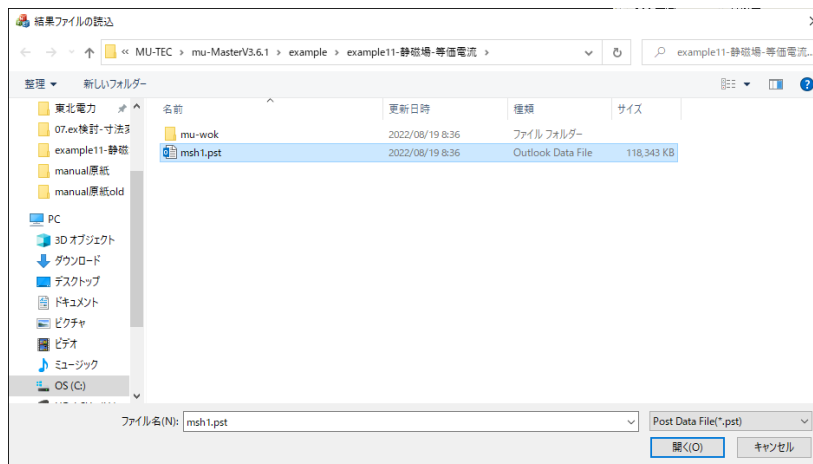 結果ファイルの読込
« MU-TEC › mu-MasterV3.6.1 › example › example11-静磁場-等価電流 ›
example11-静磁場-等価電流...
整理 新しいフォルダー
東北電力
07.ex検討-寸法変
example11-静磁
manual原紙
manual原紙old
PC
3D オブジェクト
ダウンロード
デスクトップ
ドキュメント
ピクチャ
ビデオ
ミュージック
OS (C:)
名前 更新日時 種類 サイズ
mu-wok 2022/08/19 8:36 ファイル フォルダー
msh1.pst 2022/08/19 8:36 Outlook Data File 118,343 KB
ファイル名(N): msh1.pst Post Data File(*.pst)
開く(O) キャンセル